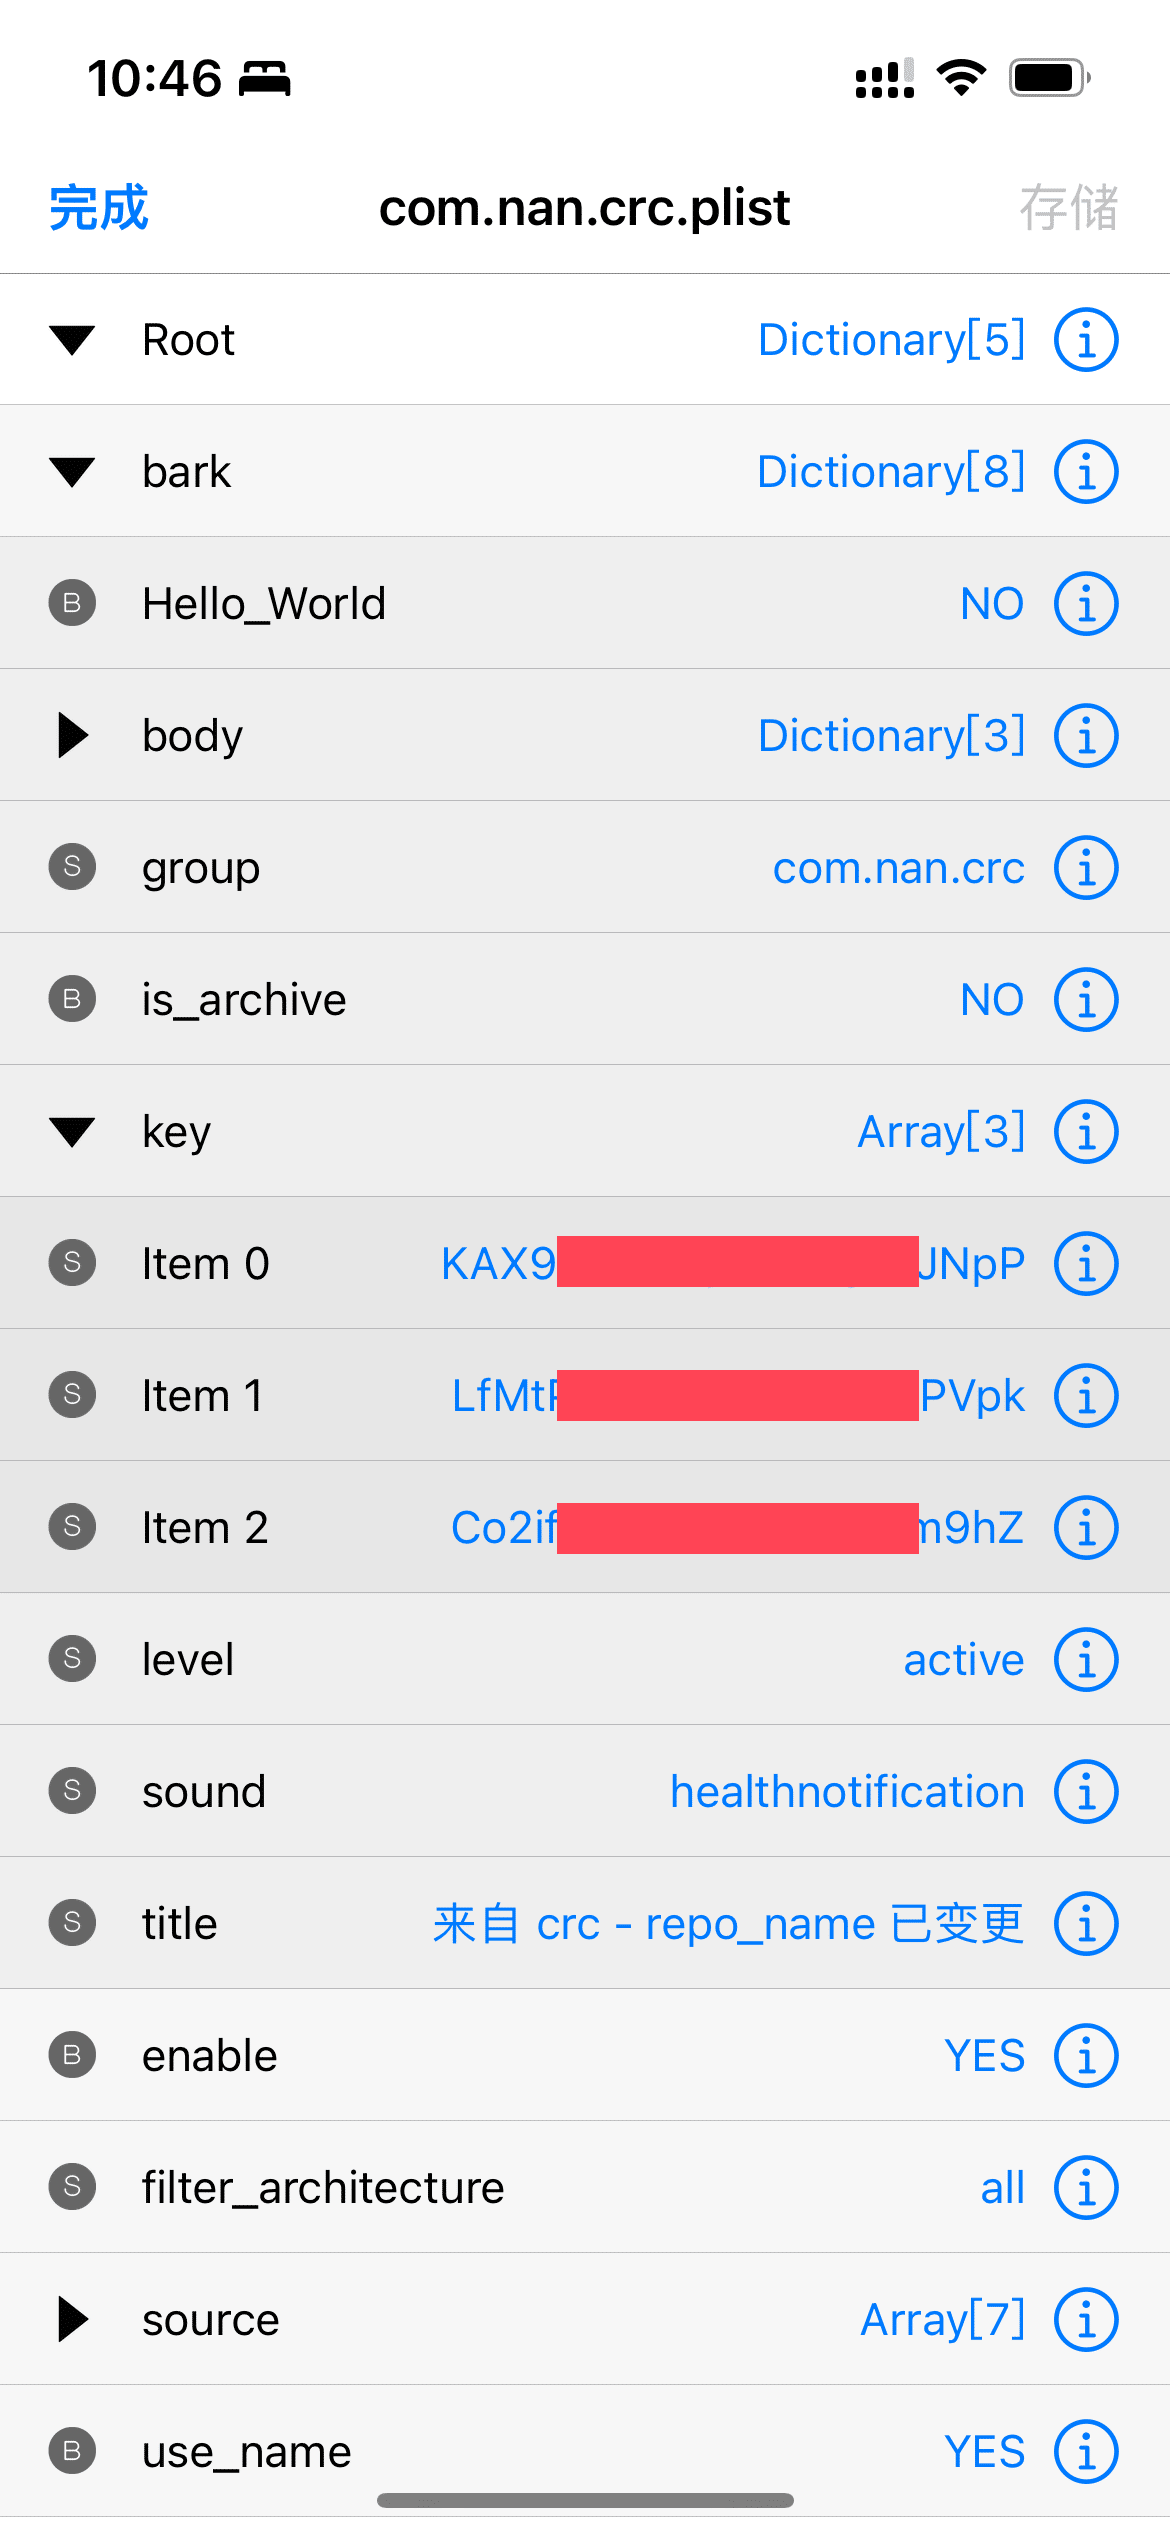 10:46
完成 com.nan.crc.plist 存储
Root Dictionary[5]
bark Dictionary[8]
B Hello_World NO
body Dictionary[3]
S group com.nan.crc
B is_archive NO
key Array[3]
S Item 0 KAX9 JNpP
S Item 1 LfMt PVpk
S Item 2 Co2if m9hZ
S level active
S sound healthnotification
S title 来自 crc - repo_name 已变更
B enable YES
S filter_architecture all
source Array[7]
B use_name YES